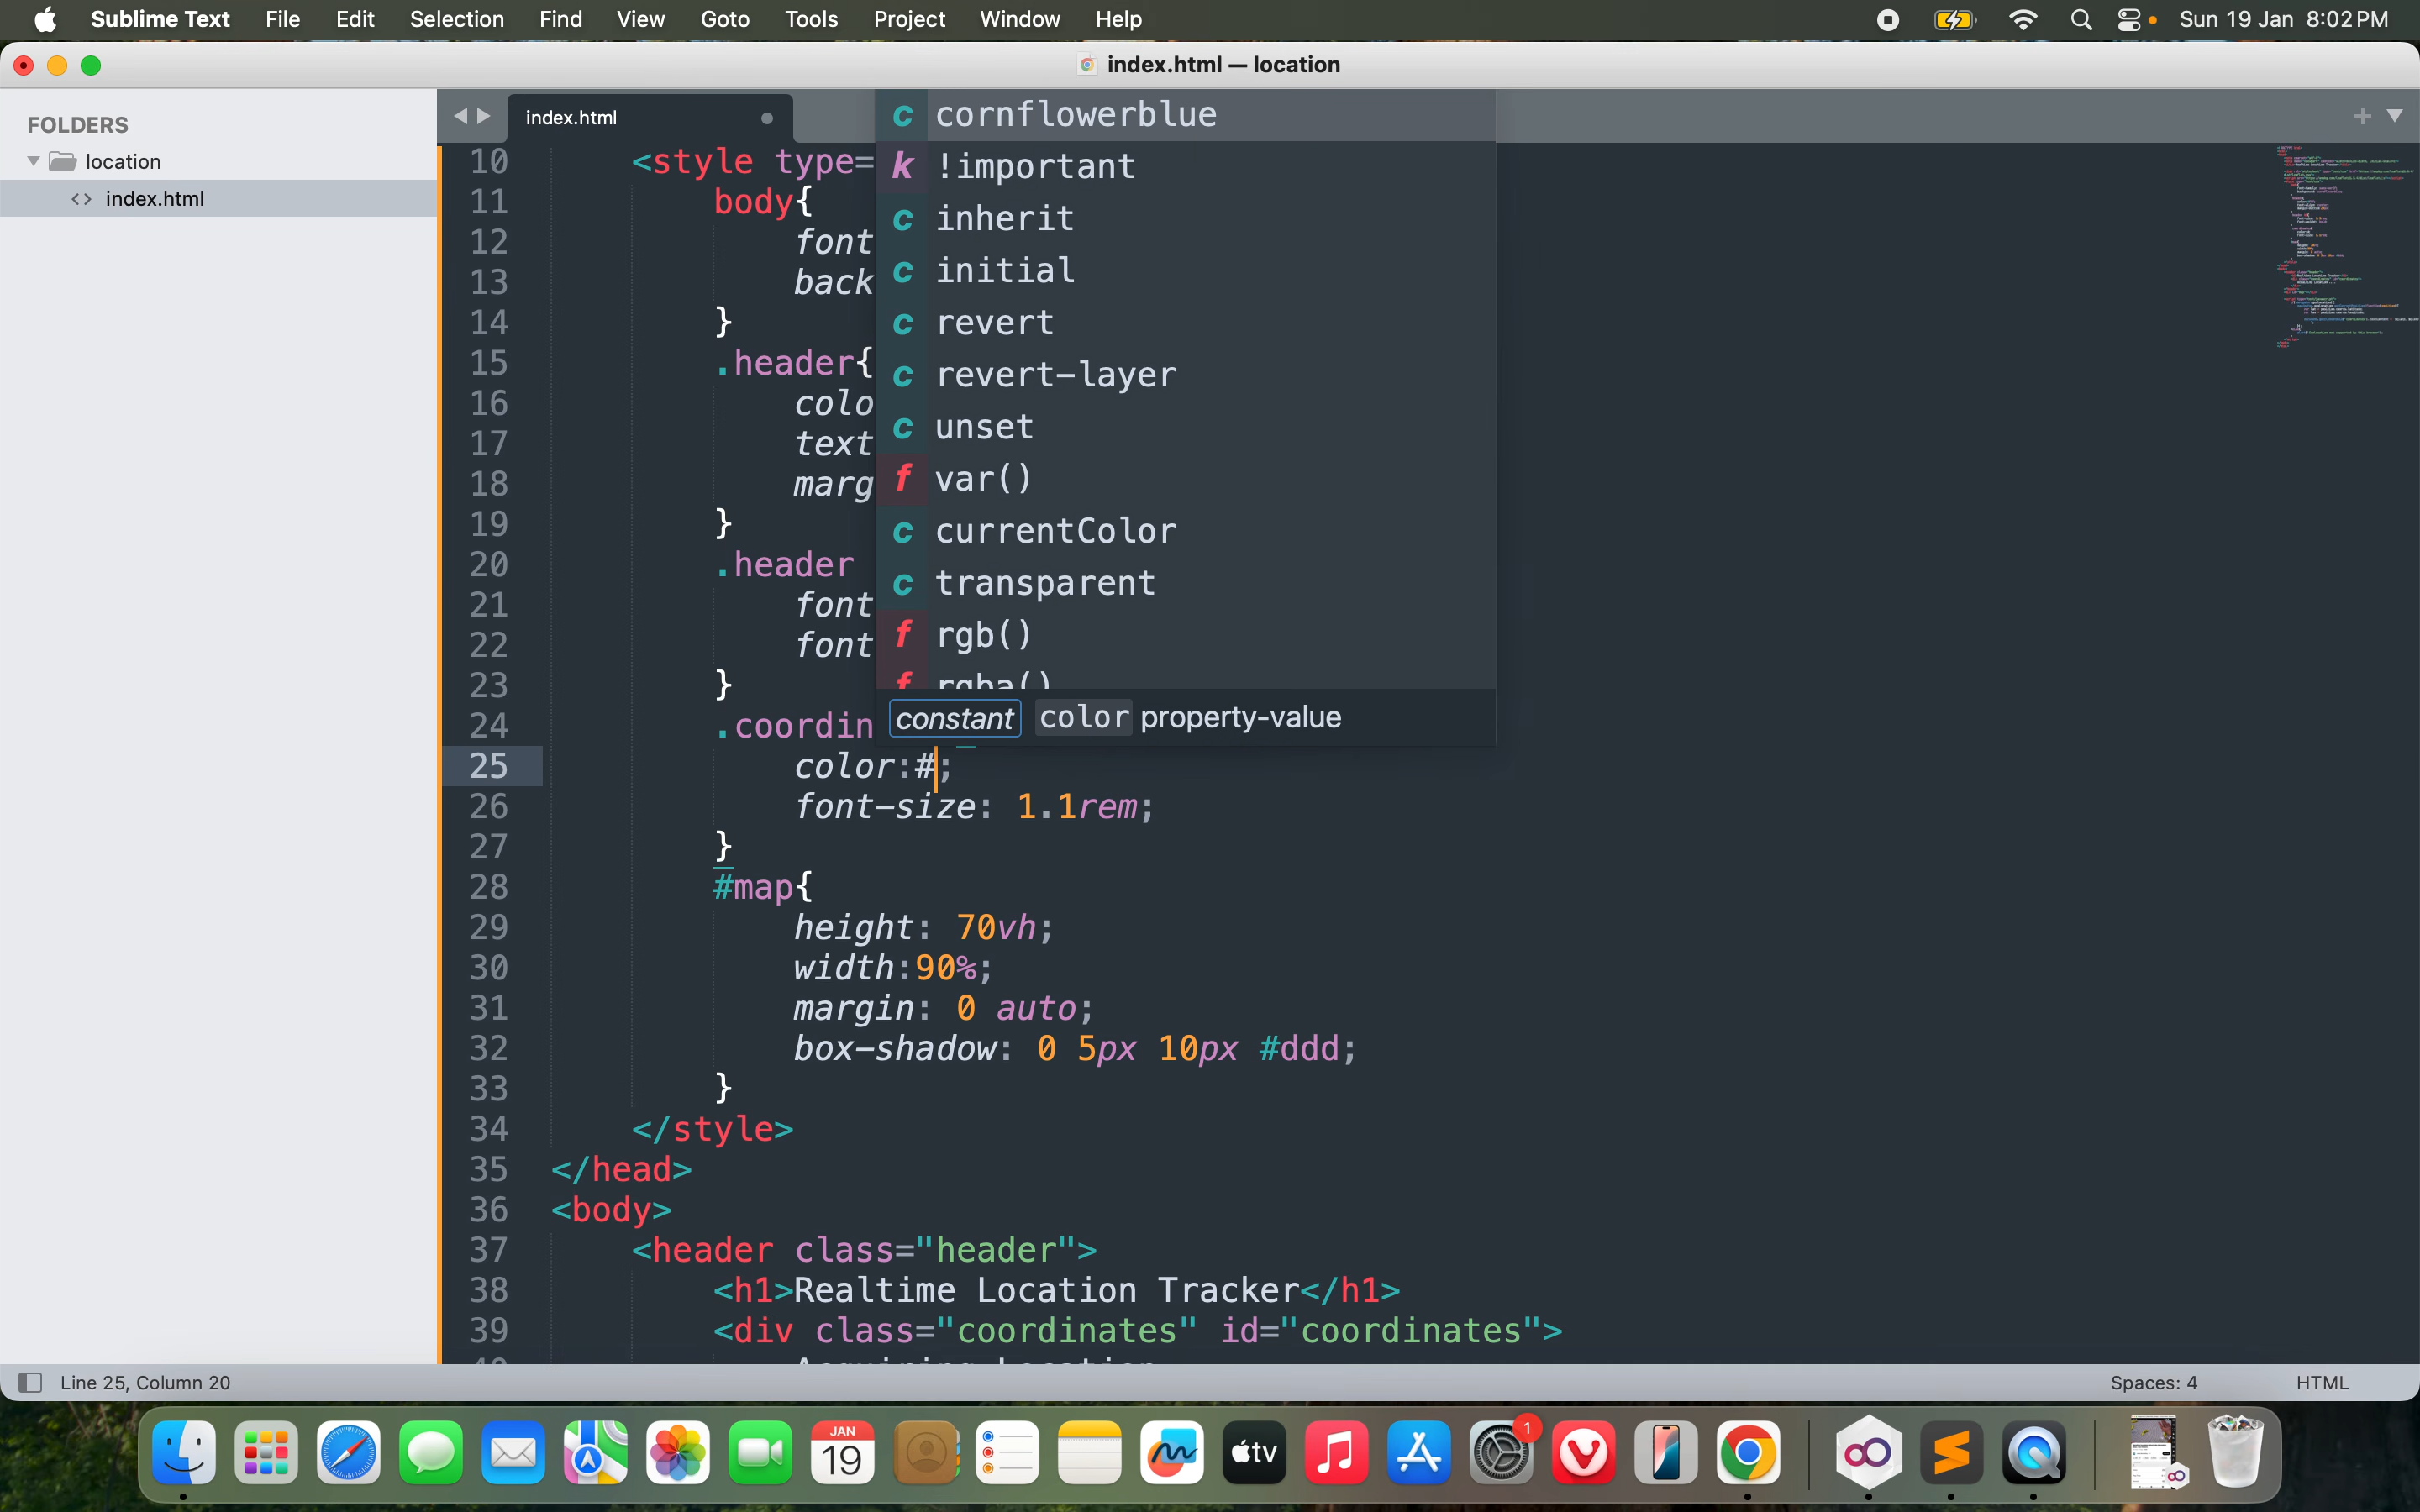 Sublime Text File Edit Selection Find View Goto Tools Project Window Help Sun 19 Jan 8:02 PM
index.html — location
FOLDERS
location
index.html
index.html
10 <style type=
11 body{
12 font
13 back
14 }
15 .header{
16 colo
17 text
18 marg
19 }
20 .header
21 font
22 font
23 }
24 .coordin
c cornflowerblue
k !important
c inherit
c initial
c revert
c revert-layer
c unset
f var()
c currentColor
c transparent
f rgb()
f rgba()
constant color property-value
25 color:#;
26 font-size: 1.1rem;
27 }
28 #map{
29 height: 70vh;
30 width:90%;
31 margin: 0 auto;
32 box-shadow: 0 5px 10px #ddd;
33 }
34 </style>
35 </head>
36 <body>
37 <header class="header">
38 <h1>Realtime Location Tracker</h1>
39 <div class="coordinates" id="coordinates">
40 Acquiring Location
Line 25, Column 20 Spaces: 4 HTML
JAN
19
tv
1